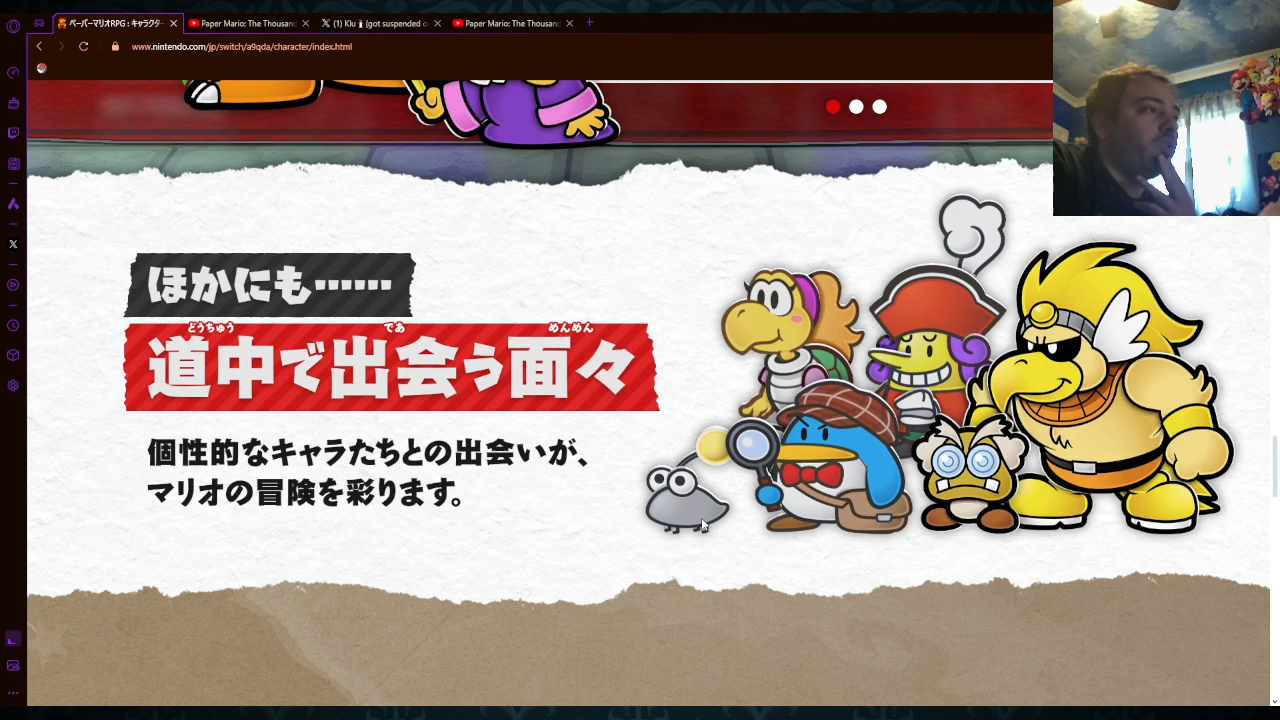 ペーパーマリオRPG : キャラクター
Paper Mario: The Thousand
(1) Klu
(got suspended o
Paper Mario: The Thousand
www.nintendo.com/jp/switch/a9qda/character/index.html
ほかにも……
どうちゅう であ めんめん
道中で出会う面々
個性的なキャラたちとの出会いが、
マリオの冒険を彩ります。